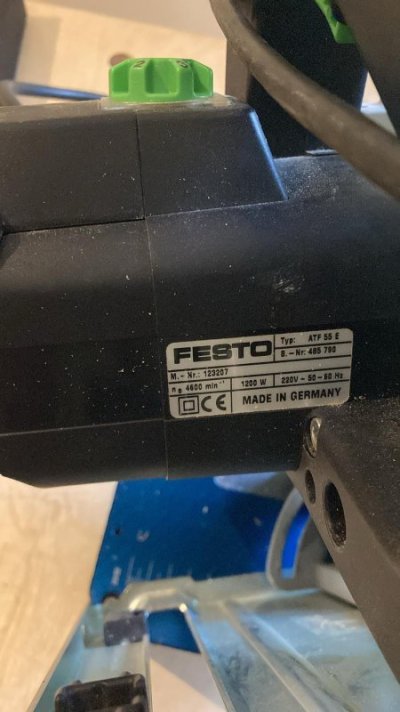 FESTO
Typ: ATF 55 E
B.-Nr: 485 790
M.-Nr.: 123207
n₀ 4600 min⁻¹ 1200 W 220V ~ 50-60 Hz
CE MADE IN GERMANY